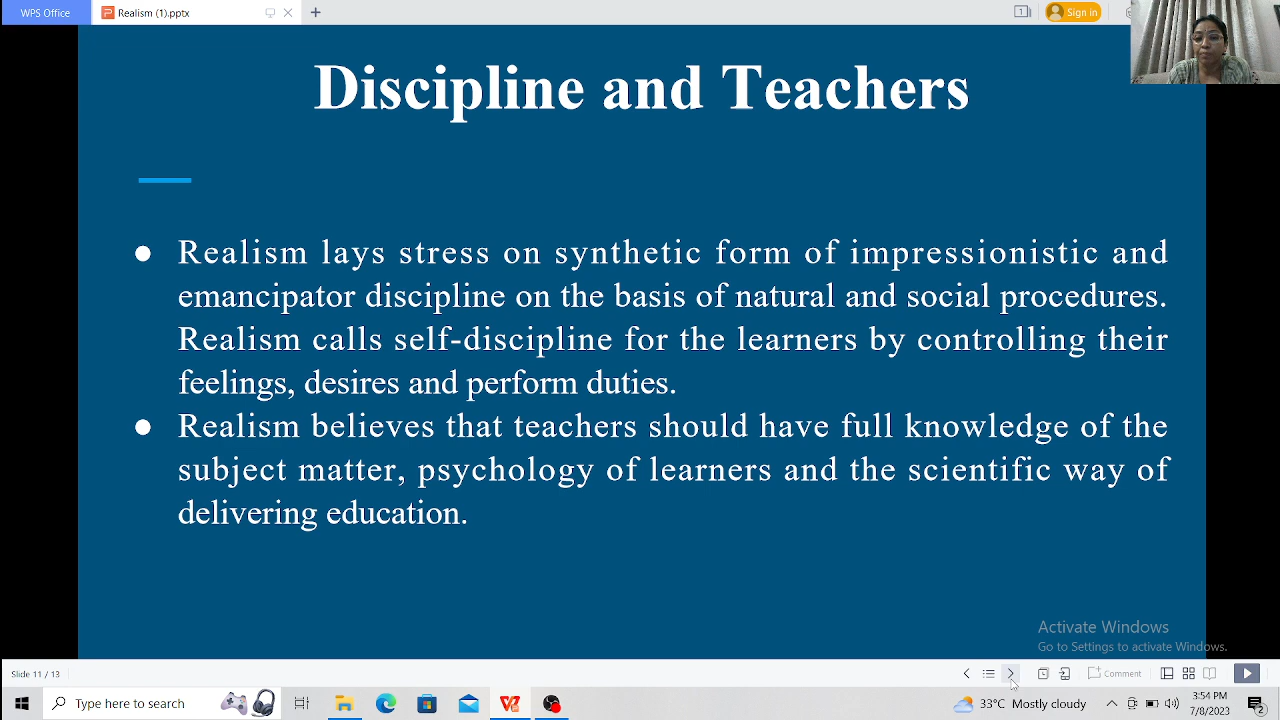 WPS Office
Realism (1).pptx
Sign in
Discipline and Teachers
Realism lays stress on synthetic form of impressionistic and
emancipator discipline on the basis of natural and social procedures.
Realism calls self-discipline for the learners by controlling their
feelings, desires and perform duties.
Realism believes that teachers should have full knowledge of the
subject matter, psychology of learners and the scientific way of
delivering education.
Activate Windows
Go to Settings to activate Windows.
Slide 11 / 13
Comment
Type here to search
33°C Mostly cloudy
3:54 PM
7/8/2023
2